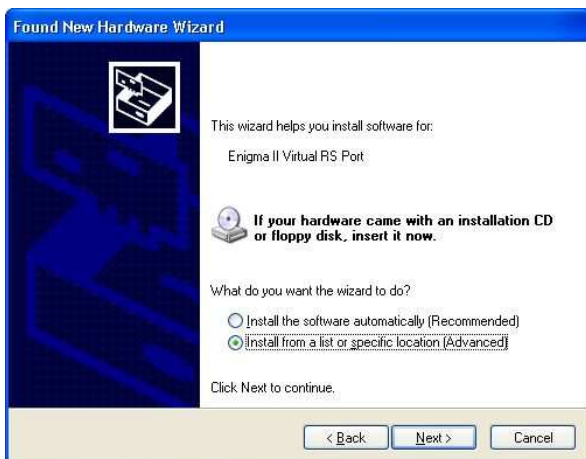 Found New Hardware Wizard
This wizard helps you install software for:
Enigma II Virtual RS Port
If your hardware came with an installation CD
or floppy disk, insert it now.
What do you want the wizard to do?
Install the software automatically (Recommended)
Install from a list or specific location (Advanced)
Click Next to continue.
< Back Next > Cancel